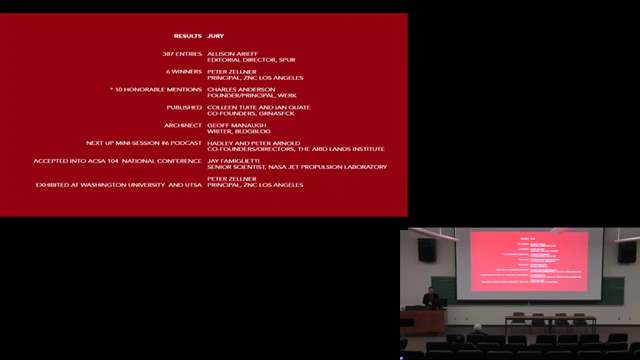 RESULTS JURY
387 ENTRIES ALLISON ARIEFF
EDITORIAL DIRECTOR, SPUR
6 WINNERS PETER ZELLNER
PRINCIPAL, ZNC LOS ANGELES
* 10 HONORABLE MENTIONS CHARLES ANDERSON
FOUNDER/PRINCIPAL, WERK
PUBLISHED COLLEEN TUITE AND IAN QUATE
CO-FOUNDERS, GRNASFCK
ARCHINECT GEOFF MANAUGH
WRITER, BLDGBLOG
NEXT UP MINI-SESSION #6 PODCAST HADLEY AND PETER ARNOLD
CO-FOUNDERS/DIRECTORS, THE ARID LANDS INSTITUTE
ACCEPTED INTO ACSA 104 NATIONAL CONFERENCE JAY FAMIGLIETTI
SENIOR SCIENTIST, NASA JET PROPULSION LABORATORY
PETER ZELLNER
EXHIBITED AT WASHINGTON UNIVERSITY AND UTSA PRINCIPAL, ZNC LOS ANGELES